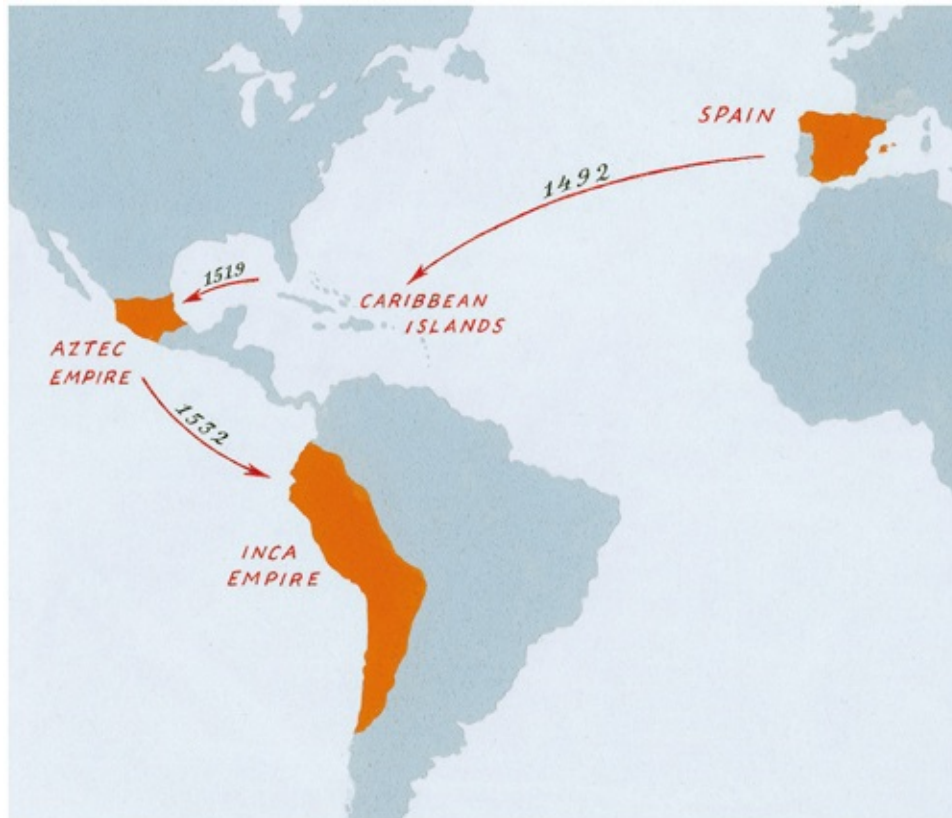 SPAIN
1492
1519
CARIBBEAN
ISLANDS
AZTEC
EMPIRE
1532
INCA
EMPIRE